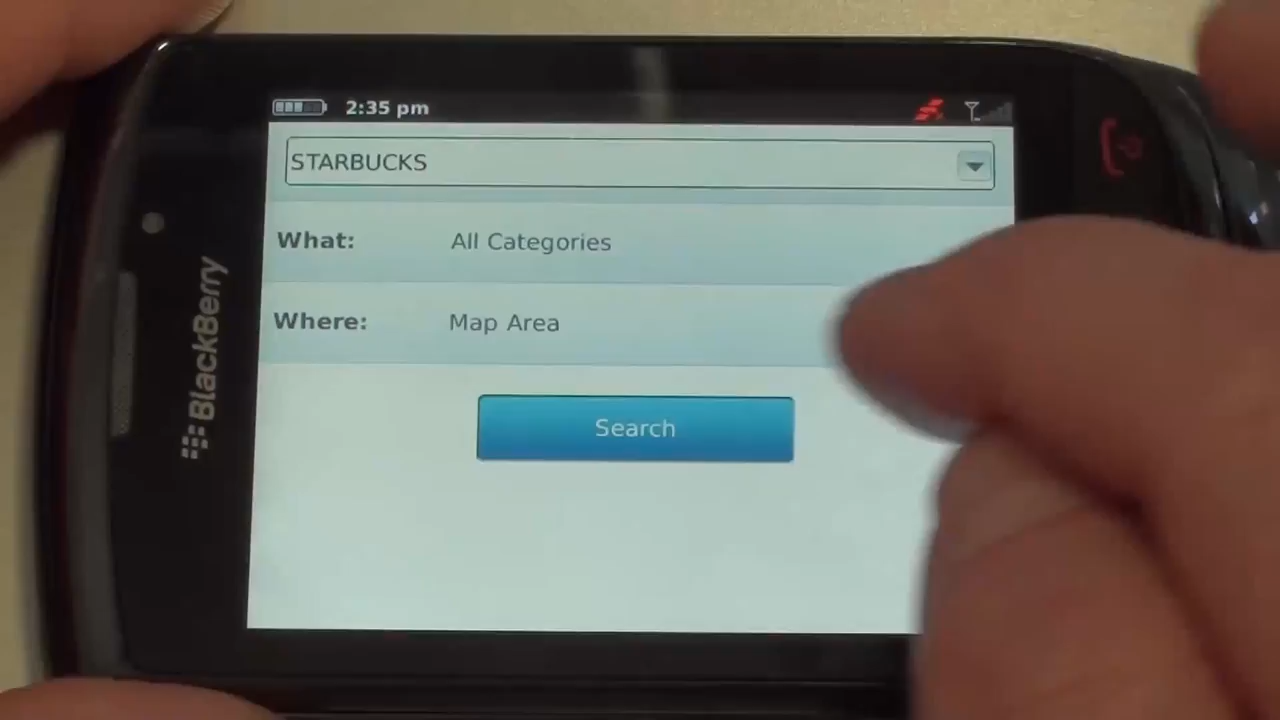 2:35 pm
STARBUCKS
What: All Categories
Where: Map Area
Search
BlackBerry